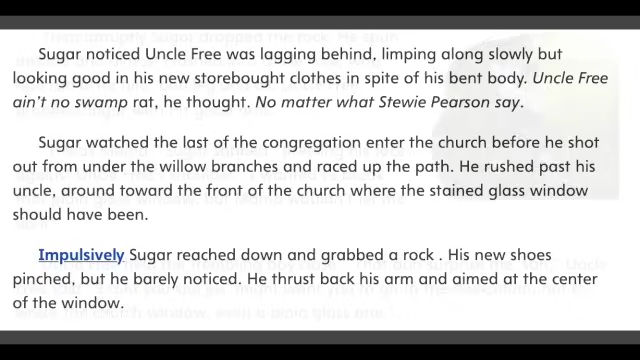 Sugar noticed Uncle Free was lagging behind, limping along slowly but
looking good in his new storebought clothes in spite of his bent body. Uncle Free
ain't no swamp rat, he thought. No matter what Stewie Pearson say.
Sugar watched the last of the congregation enter the church before he shot
out from under the willow branches and raced up the path. He rushed past his
uncle, around toward the front of the church where the stained glass window
should have been.
Impulsively Sugar reached down and grabbed a rock . His new shoes
pinched, but he barely noticed. He thrust back his arm and aimed at the center
of the window.